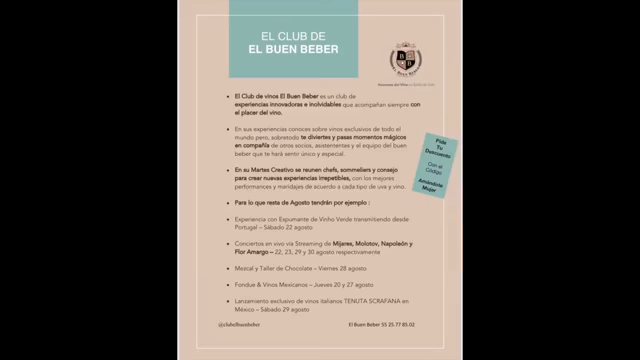 EL CLUB DE
EL BUEN BEBER
EL BUEN BEBER
El Club de vinos El Buen Beber es un club de
experiencias innovadoras e inolvidables que acompañan siempre con
el placer del vino.
En sus experiencias conoces sobre vinos exclusivos de todo el
mundo pero, sobretodo te diviertes y pasas momentos mágicos
en compañía de otros socios, asistentes y el equipo del buen
beber que te hará sentir único y especial.
Pide
Tu
Descuento
Con el
Código
Amándote
Mujer
En su Martes Creativo se reunen chefs, sommeliers y consejo
para crear nuevas experiencias irrepetibles, con los mejores
performances y maridajes de acuerdo a cada tipo de uva y vino.
Para lo que resta de Agosto tendrán por ejemplo :
Experiencia con Espumante de Vinho Verde transmitiendo desde
Portugal – Sábado 22 agosto
Conciertos en vivo vía Streaming de Mijares, Molotov, Napoleón y
Flor Amargo – 22, 23, 29 y 30 agosto respectivamente
Mezcal y Taller de Chocolate – Viernes 28 agosto
Fondue & Vinos Mexicanos – Jueves 20 y 27 agosto
Lanzamiento exclusivo de vinos italianos TENUTA SCRAFANA en
México – Sábado 29 agosto
@clubelbuenbeber
El Buen Beber 55 25.77 85.02